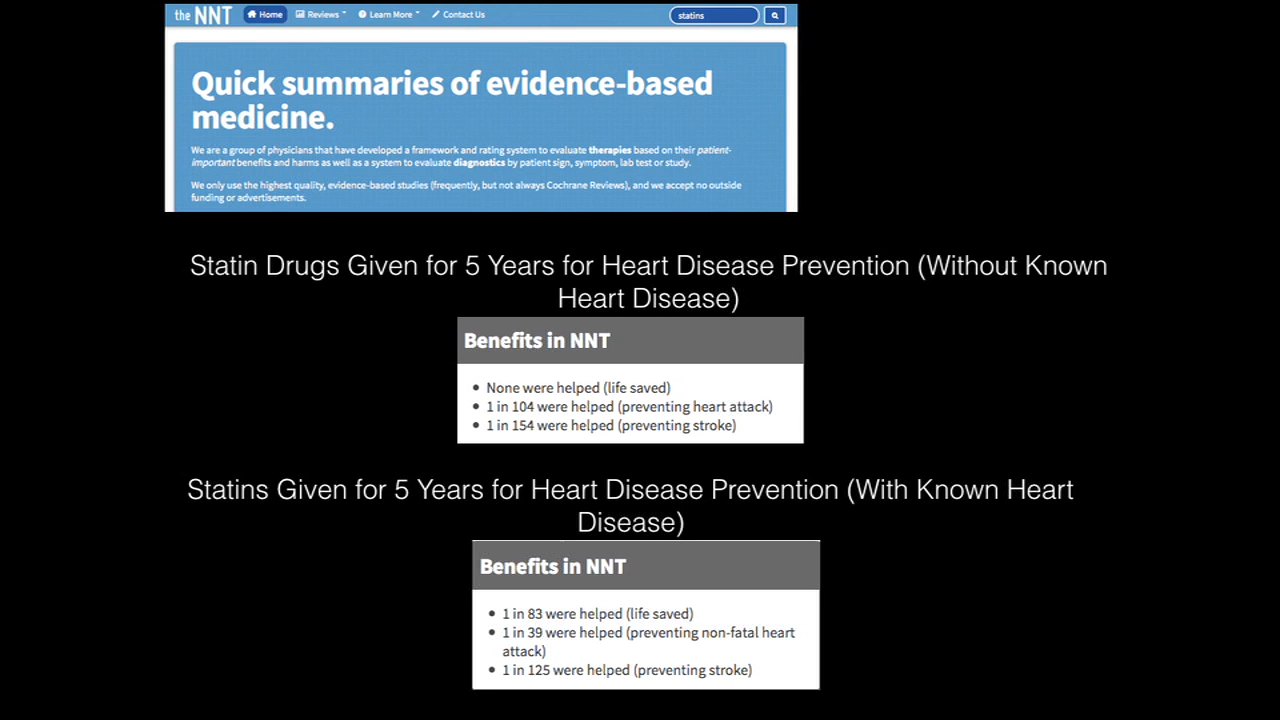 the NNT Home Reviews Learn More Contact Us statins
Quick summaries of evidence-based
medicine.
We are a group of physicians that have developed a framework and rating system to evaluate therapies based on their patient-
important benefits and harms as well as a system to evaluate diagnostics by patient sign, symptom, lab test or study.
We only use the highest quality, evidence-based studies (frequently, but not always Cochrane Reviews), and we accept no outside
funding or advertisements.
Statin Drugs Given for 5 Years for Heart Disease Prevention (Without Known
Heart Disease)
Benefits in NNT
• None were helped (life saved)
• 1 in 104 were helped (preventing heart attack)
• 1 in 154 were helped (preventing stroke)
Statins Given for 5 Years for Heart Disease Prevention (With Known Heart
Disease)
Benefits in NNT
• 1 in 83 were helped (life saved)
• 1 in 39 were helped (preventing non-fatal heart
attack)
• 1 in 125 were helped (preventing stroke)